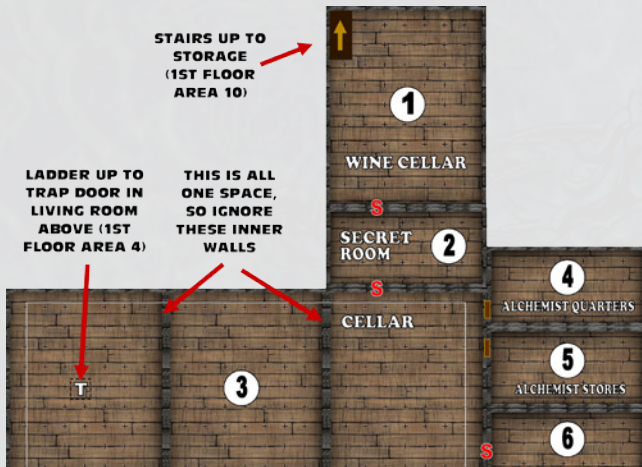 STAIRS UP TO
STORAGE
(1ST FLOOR
AREA 10)
1
WINE CELLAR
LADDER UP TO
TRAP DOOR IN
LIVING ROOM
ABOVE (1ST
FLOOR AREA 4)
THIS IS ALL
ONE SPACE,
SO IGNORE
THESE INNER
WALLS
S
SECRET
ROOM
2
S
4
ALCHEMIST QUARTERS
CELLAR
5
ALCHEMIST STORES
T
3
6
S